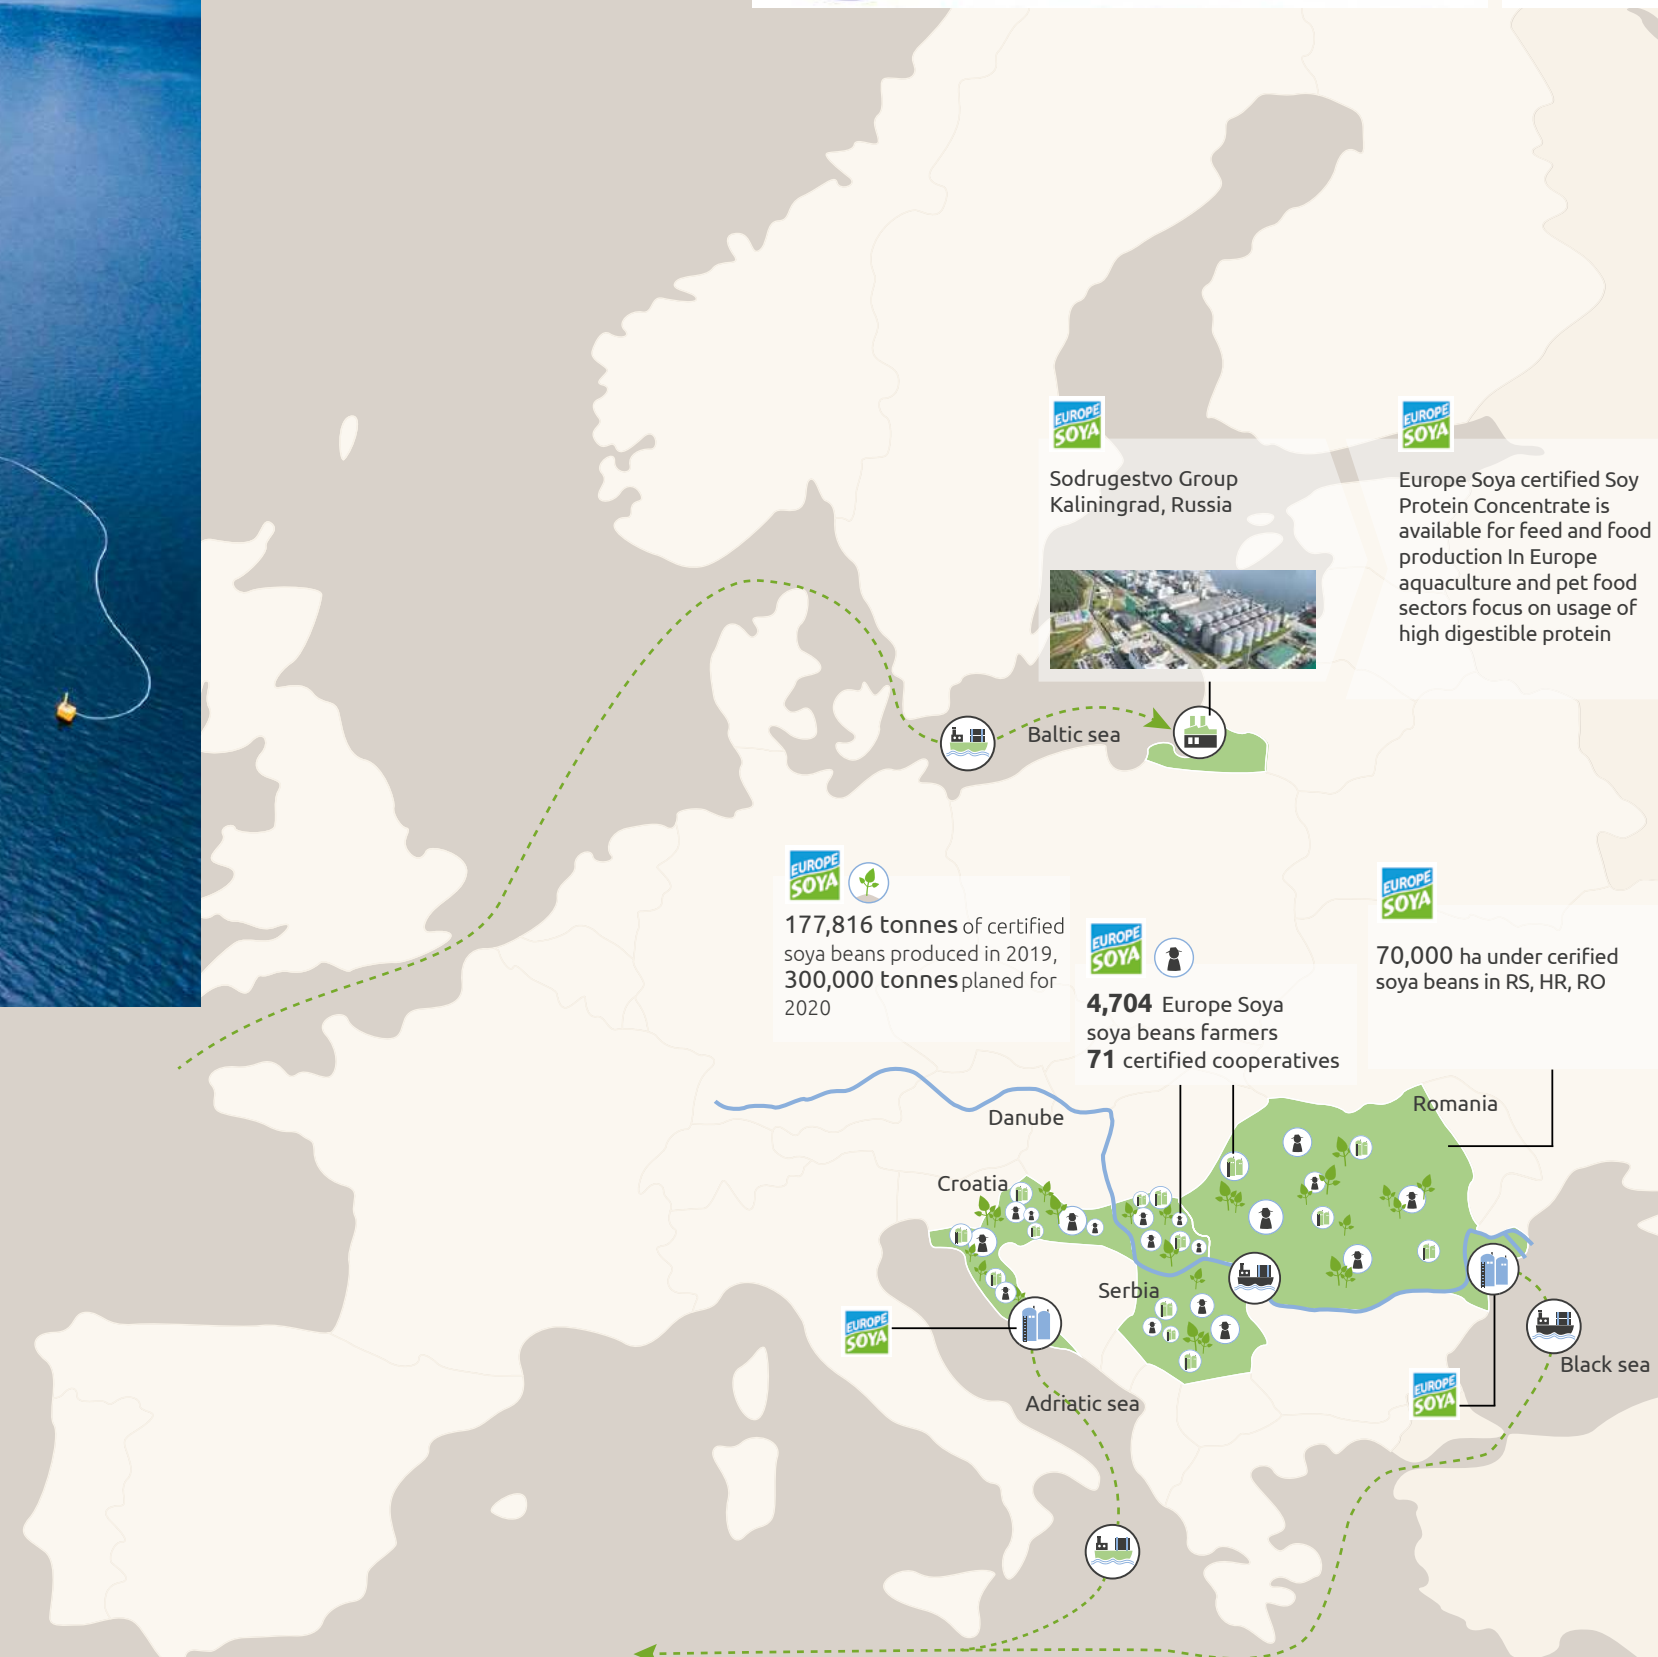 EUROPE
SOYA
Sodrugestvo Group
Kaliningrad, Russia
EUROPE
SOYA
Europe Soya certified Soy
Protein Concentrate is
available for feed and food
production In Europe
aquaculture and pet food
sectors focus on usage of
high digestible protein
Baltic sea
EUROPE
SOYA
177,816 tonnes of certified
soya beans produced in 2019,
300,000 tonnes planed for
2020
EUROPE
SOYA
4,704 Europe Soya
soya beans farmers
71 certified cooperatives
EUROPE
SOYA
70,000 ha under cerified
soya beans in RS, HR, RO
Danube
Romania
Croatia
Serbia
EUROPE
SOYA
Black sea
EUROPE
SOYA
Adriatic sea